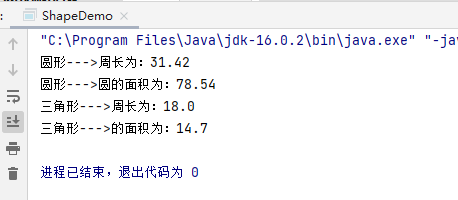 ShapeDemo
"C:\Program Files\Java\jdk-16.0.2\bin\java.exe" "-jav
圆形--->周长为：31.42
圆形--->圆的面积为：78.54
三角形--->周长为：18.0
三角形--->的面积为：14.7
进程已结束，退出代码为 0